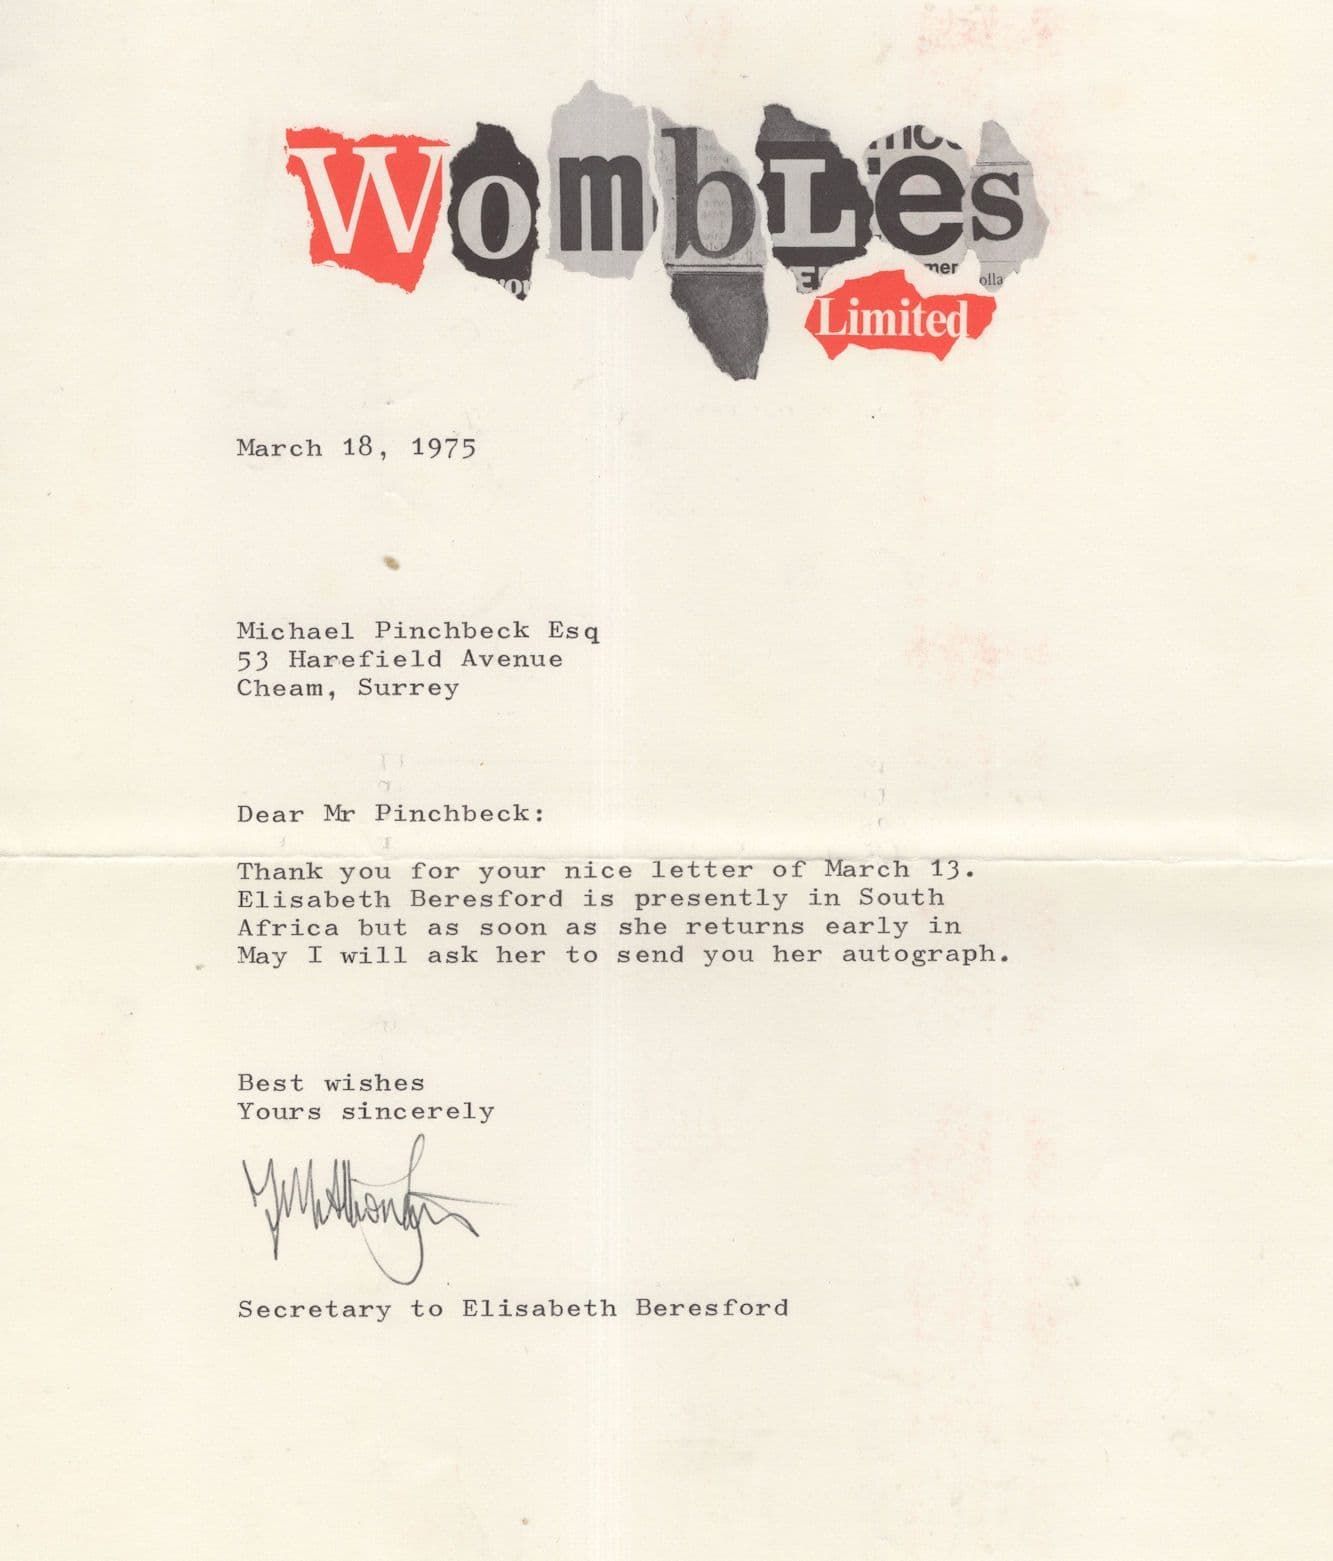 Wombles
Limited
March 18, 1975
Michael Pinchbeck Esq
53 Harefield Avenue
Cheam, Surrey
Dear Mr Pinchbeck:
Thank you for your nice letter of March 13.
Elisabeth Beresford is presently in South
Africa but as soon as she returns early in
May I will ask her to send you her autograph.
Best wishes
Yours sincerely
Secretary to Elisabeth Beresford